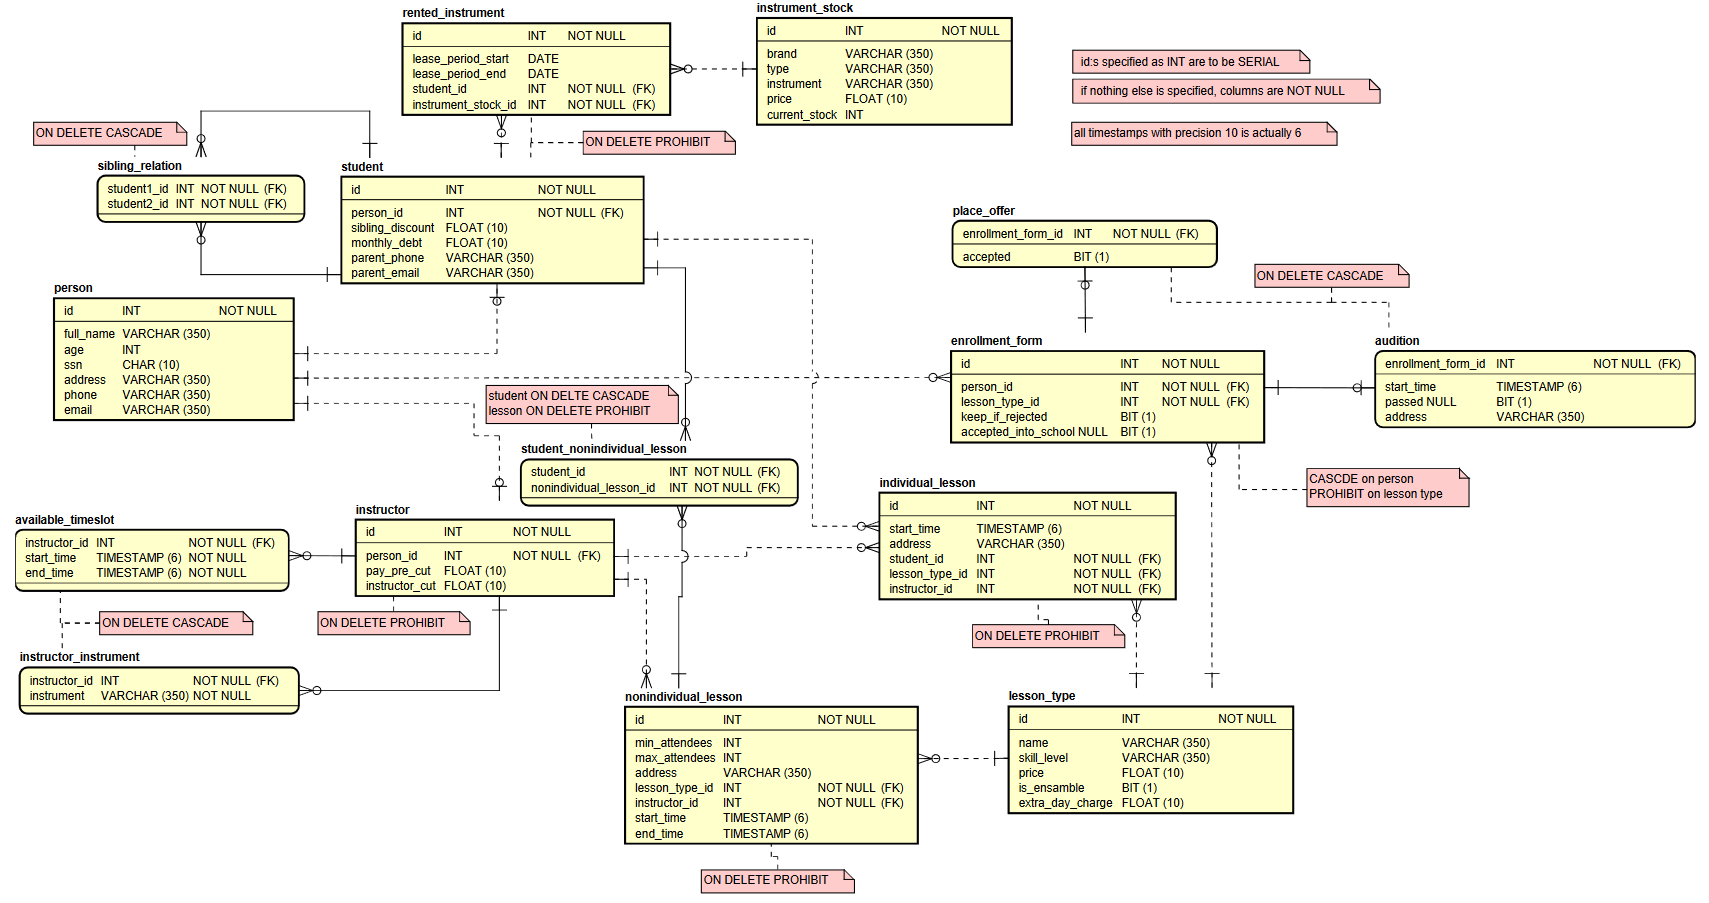 rented_instrument
id INT NOT NULL
lease_period_start DATE
lease_period_end DATE
student_id INT NOT NULL (FK)
instrument_stock_id INT NOT NULL (FK)
instrument_stock
id INT NOT NULL
brand VARCHAR (350)
type VARCHAR (350)
instrument VARCHAR (350)
price FLOAT (10)
current_stock INT
id:s specified as INT are to be SERIAL
if nothing else is specified, columns are NOT NULL
all timestamps with precision 10 is actually 6
ON DELETE CASCADE
ON DELETE PROHIBIT
sibling_relation
student1_id INT NOT NULL (FK)
student2_id INT NOT NULL (FK)
student
id INT NOT NULL
person_id INT NOT NULL (FK)
sibling_discount FLOAT (10)
monthly_debt FLOAT (10)
parent_phone VARCHAR (350)
parent_email VARCHAR (350)
place_offer
enrollment_form_id INT NOT NULL (FK)
accepted BIT (1)
ON DELETE CASCADE
person
id INT NOT NULL
full_name VARCHAR (350)
age INT
ssn CHAR (10)
address VARCHAR (350)
phone VARCHAR (350)
email VARCHAR (350)
enrollment_form
id INT NOT NULL
person_id INT NOT NULL (FK)
lesson_type_id INT NOT NULL (FK)
keep_if_rejected BIT (1)
accepted_into_school NULL BIT (1)
audition
enrollment_form_id INT NOT NULL (FK)
start_time TIMESTAMP (6)
passed NULL BIT (1)
address VARCHAR (350)
student ON DELTE CASCADE
lesson ON DELETE PROHIBIT
student_nonindividual_lesson
student_id INT NOT NULL (FK)
nonindividual_lesson_id INT NOT NULL (FK)
CASCDE on person
PROHIBIT on lesson type
individual_lesson
id INT NOT NULL
start_time TIMESTAMP (6)
address VARCHAR (350)
student_id INT NOT NULL (FK)
lesson_type_id INT NOT NULL (FK)
instructor_id INT NOT NULL (FK)
available_timeslot
instructor_id INT NOT NULL (FK)
start_time TIMESTAMP (6) NOT NULL
end_time TIMESTAMP (6) NOT NULL
instructor
id INT NOT NULL
person_id INT NOT NULL (FK)
pay_pre_cut FLOAT (10)
instructor_cut FLOAT (10)
ON DELETE CASCADE
ON DELETE PROHIBIT
ON DELETE PROHIBIT
instructor_instrument
instructor_id INT NOT NULL (FK)
instrument VARCHAR (350) NOT NULL
nonindividual_lesson
id INT NOT NULL
min_attendees INT
max_attendees INT
address VARCHAR (350)
lesson_type_id INT NOT NULL (FK)
instructor_id INT NOT NULL (FK)
start_time TIMESTAMP (6)
end_time TIMESTAMP (6)
lesson_type
id INT NOT NULL
name VARCHAR (350)
skill_level VARCHAR (350)
price FLOAT (10)
is_ensamble BIT (1)
extra_day_charge FLOAT (10)
ON DELETE PROHIBIT